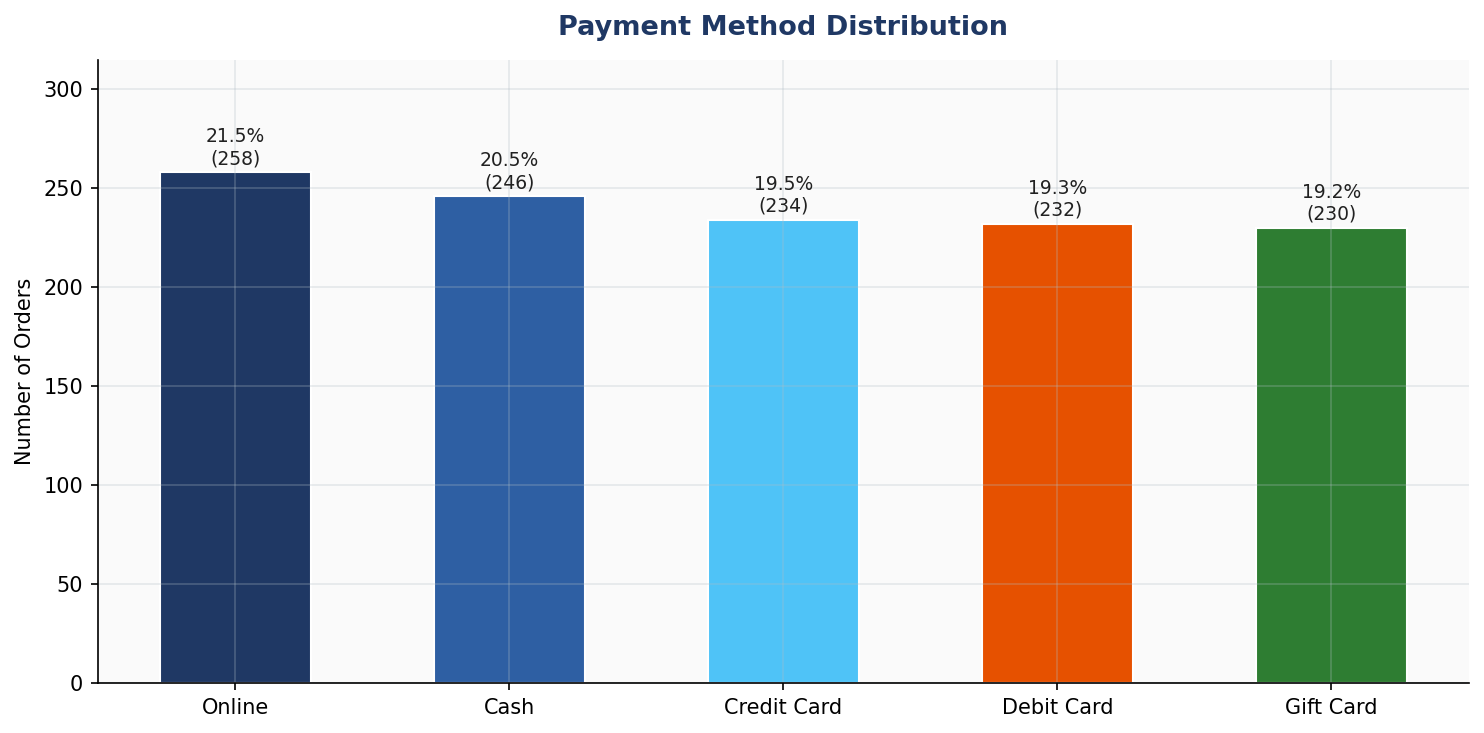 Payment Method Distribution
Number of Orders
300
250
200
150
100
50
0
21.5%
(258)
20.5%
(246)
19.5%
(234)
19.3%
(232)
19.2%
(230)
Online
Cash
Credit Card
Debit Card
Gift Card